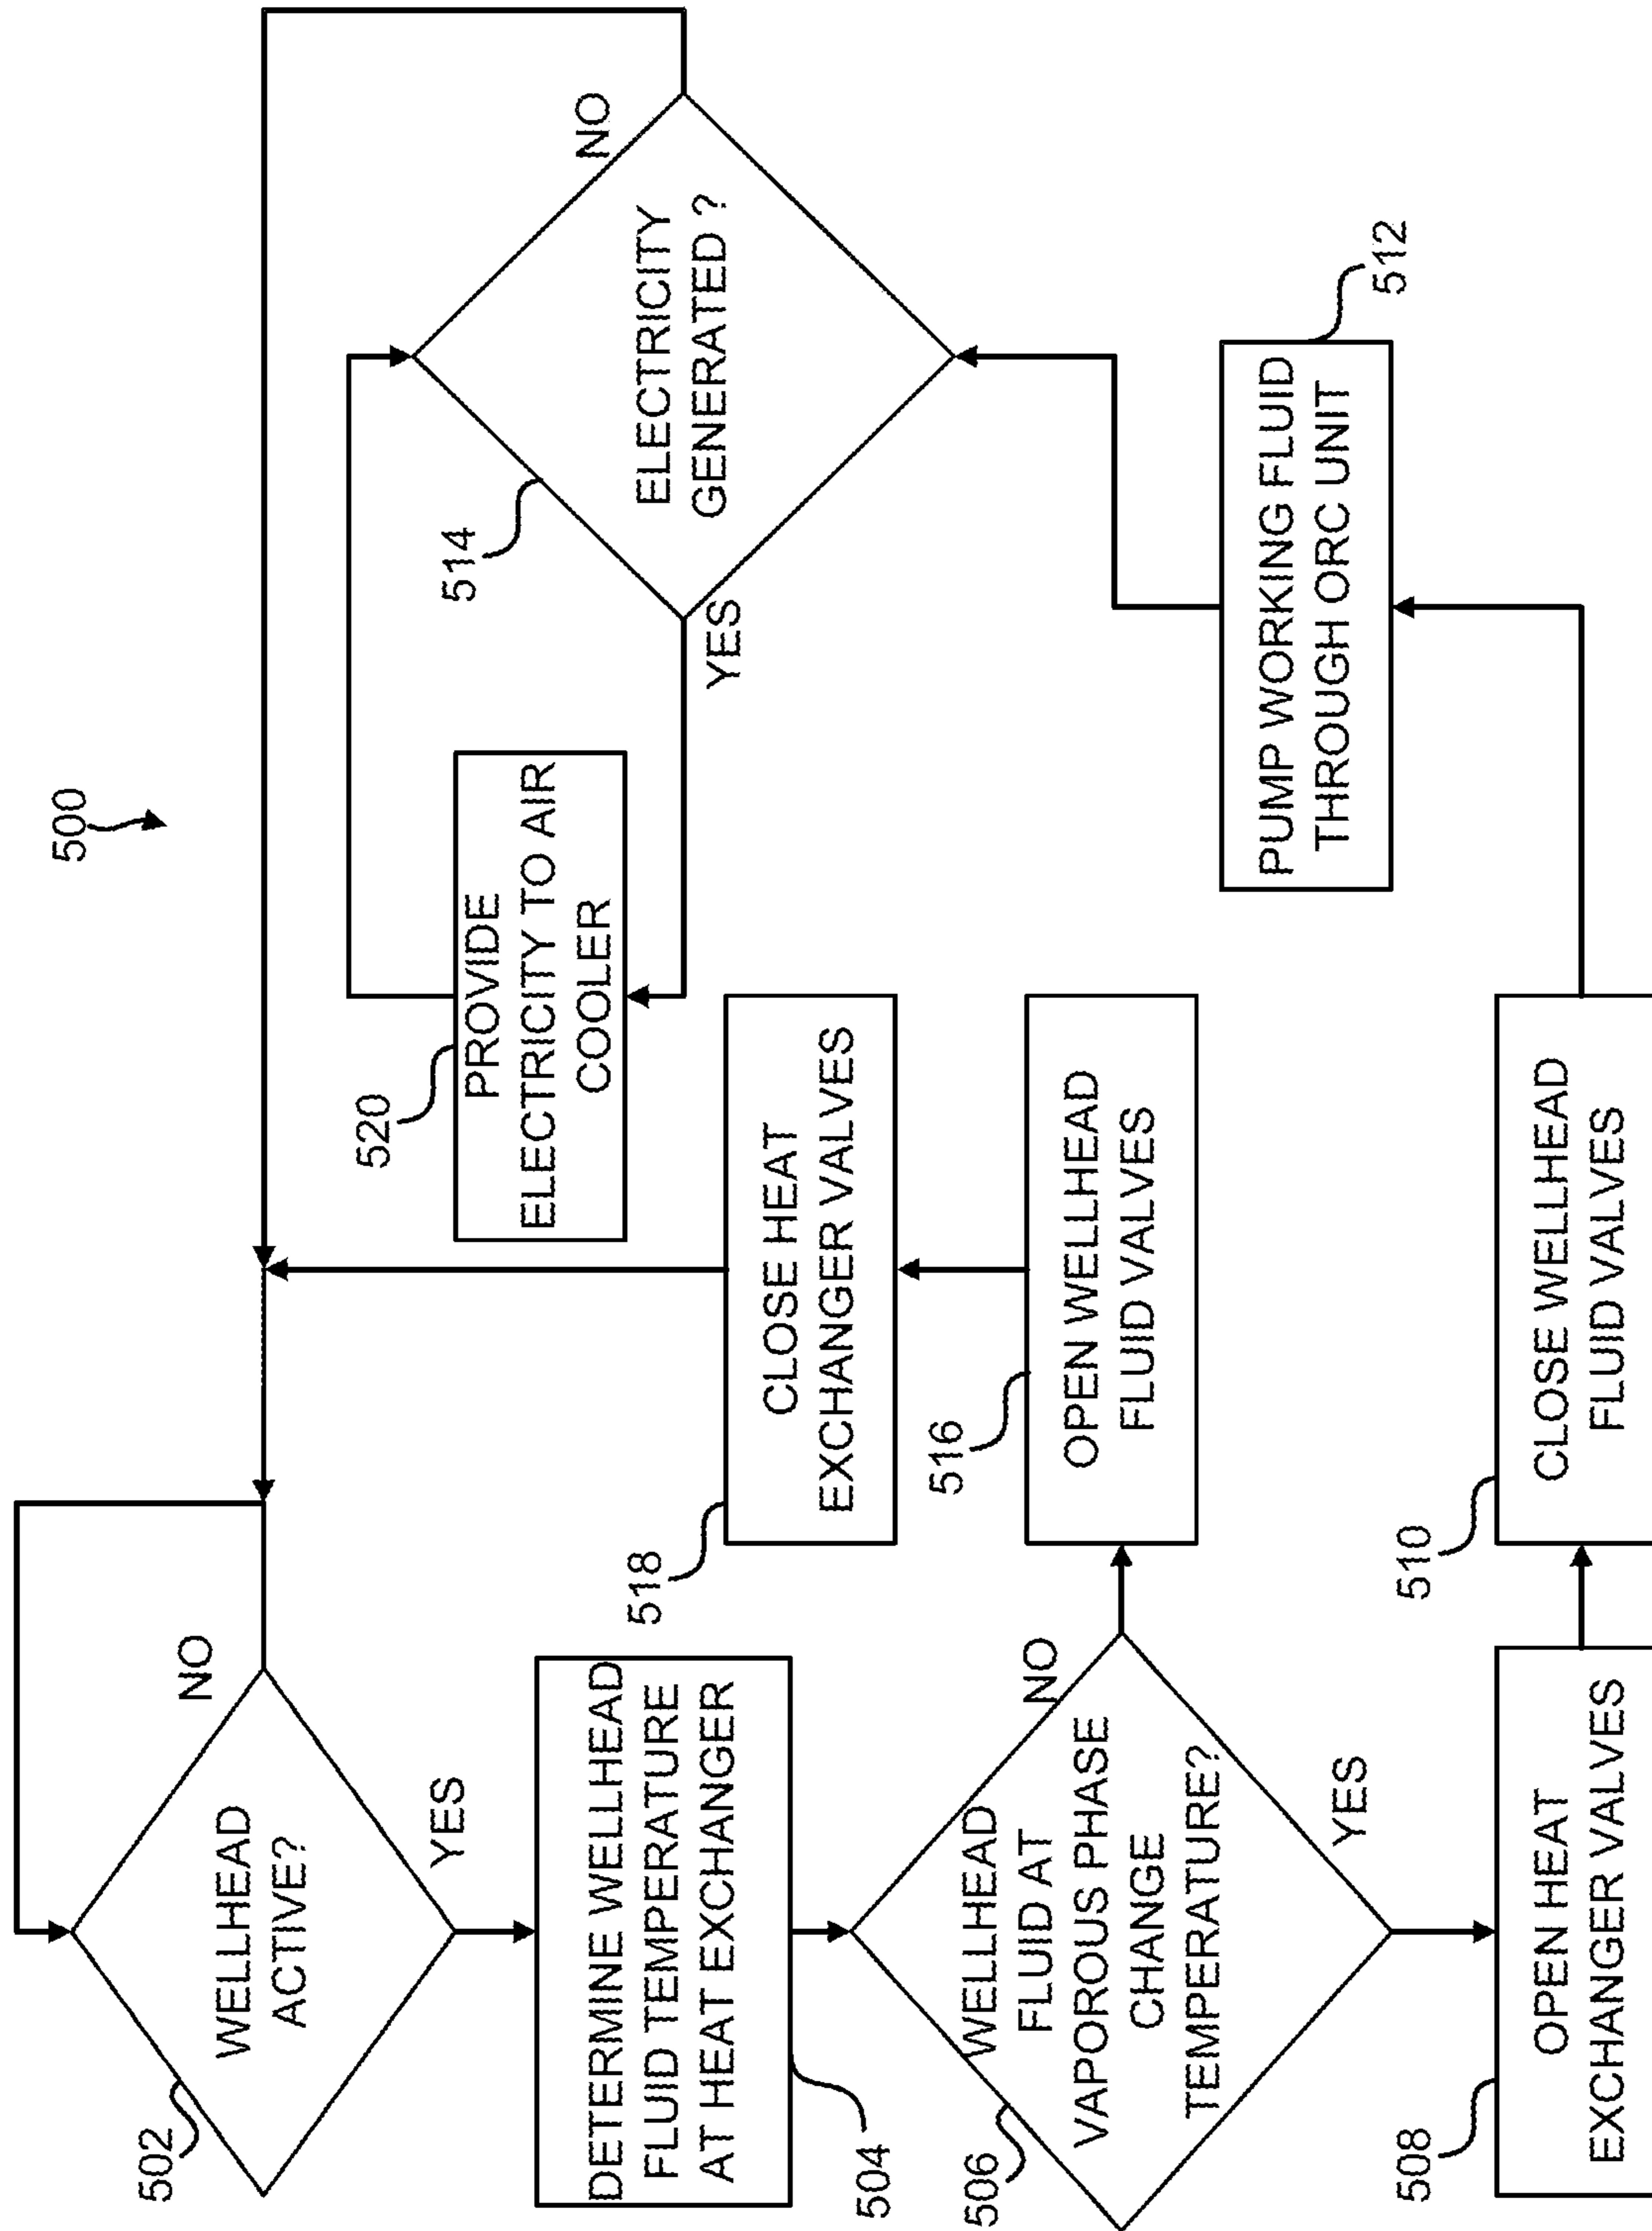 500
502
WELLHEAD
ACTIVE?
NO
YES
DETERMINE WELLHEAD
FLUID TEMPERATURE
AT HEAT EXCHANGER
504
506
WELLHEAD
FLUID AT
VAPOROUS PHASE
CHANGE
TEMPERATURE?
NO
YES
508
OPEN HEAT
EXCHANGER VALVES
510
CLOSE WELLHEAD
FLUID VALVES
PUMP WORKING FLUID
THROUGH ORC UNIT
512
514
ELECTRICITY
GENERATED ?
NO
YES
516
OPEN WELLHEAD
FLUID VALVES
518
CLOSE HEAT
EXCHANGER VALVES
520
PROVIDE
ELECTRICITY TO AIR
COOLER